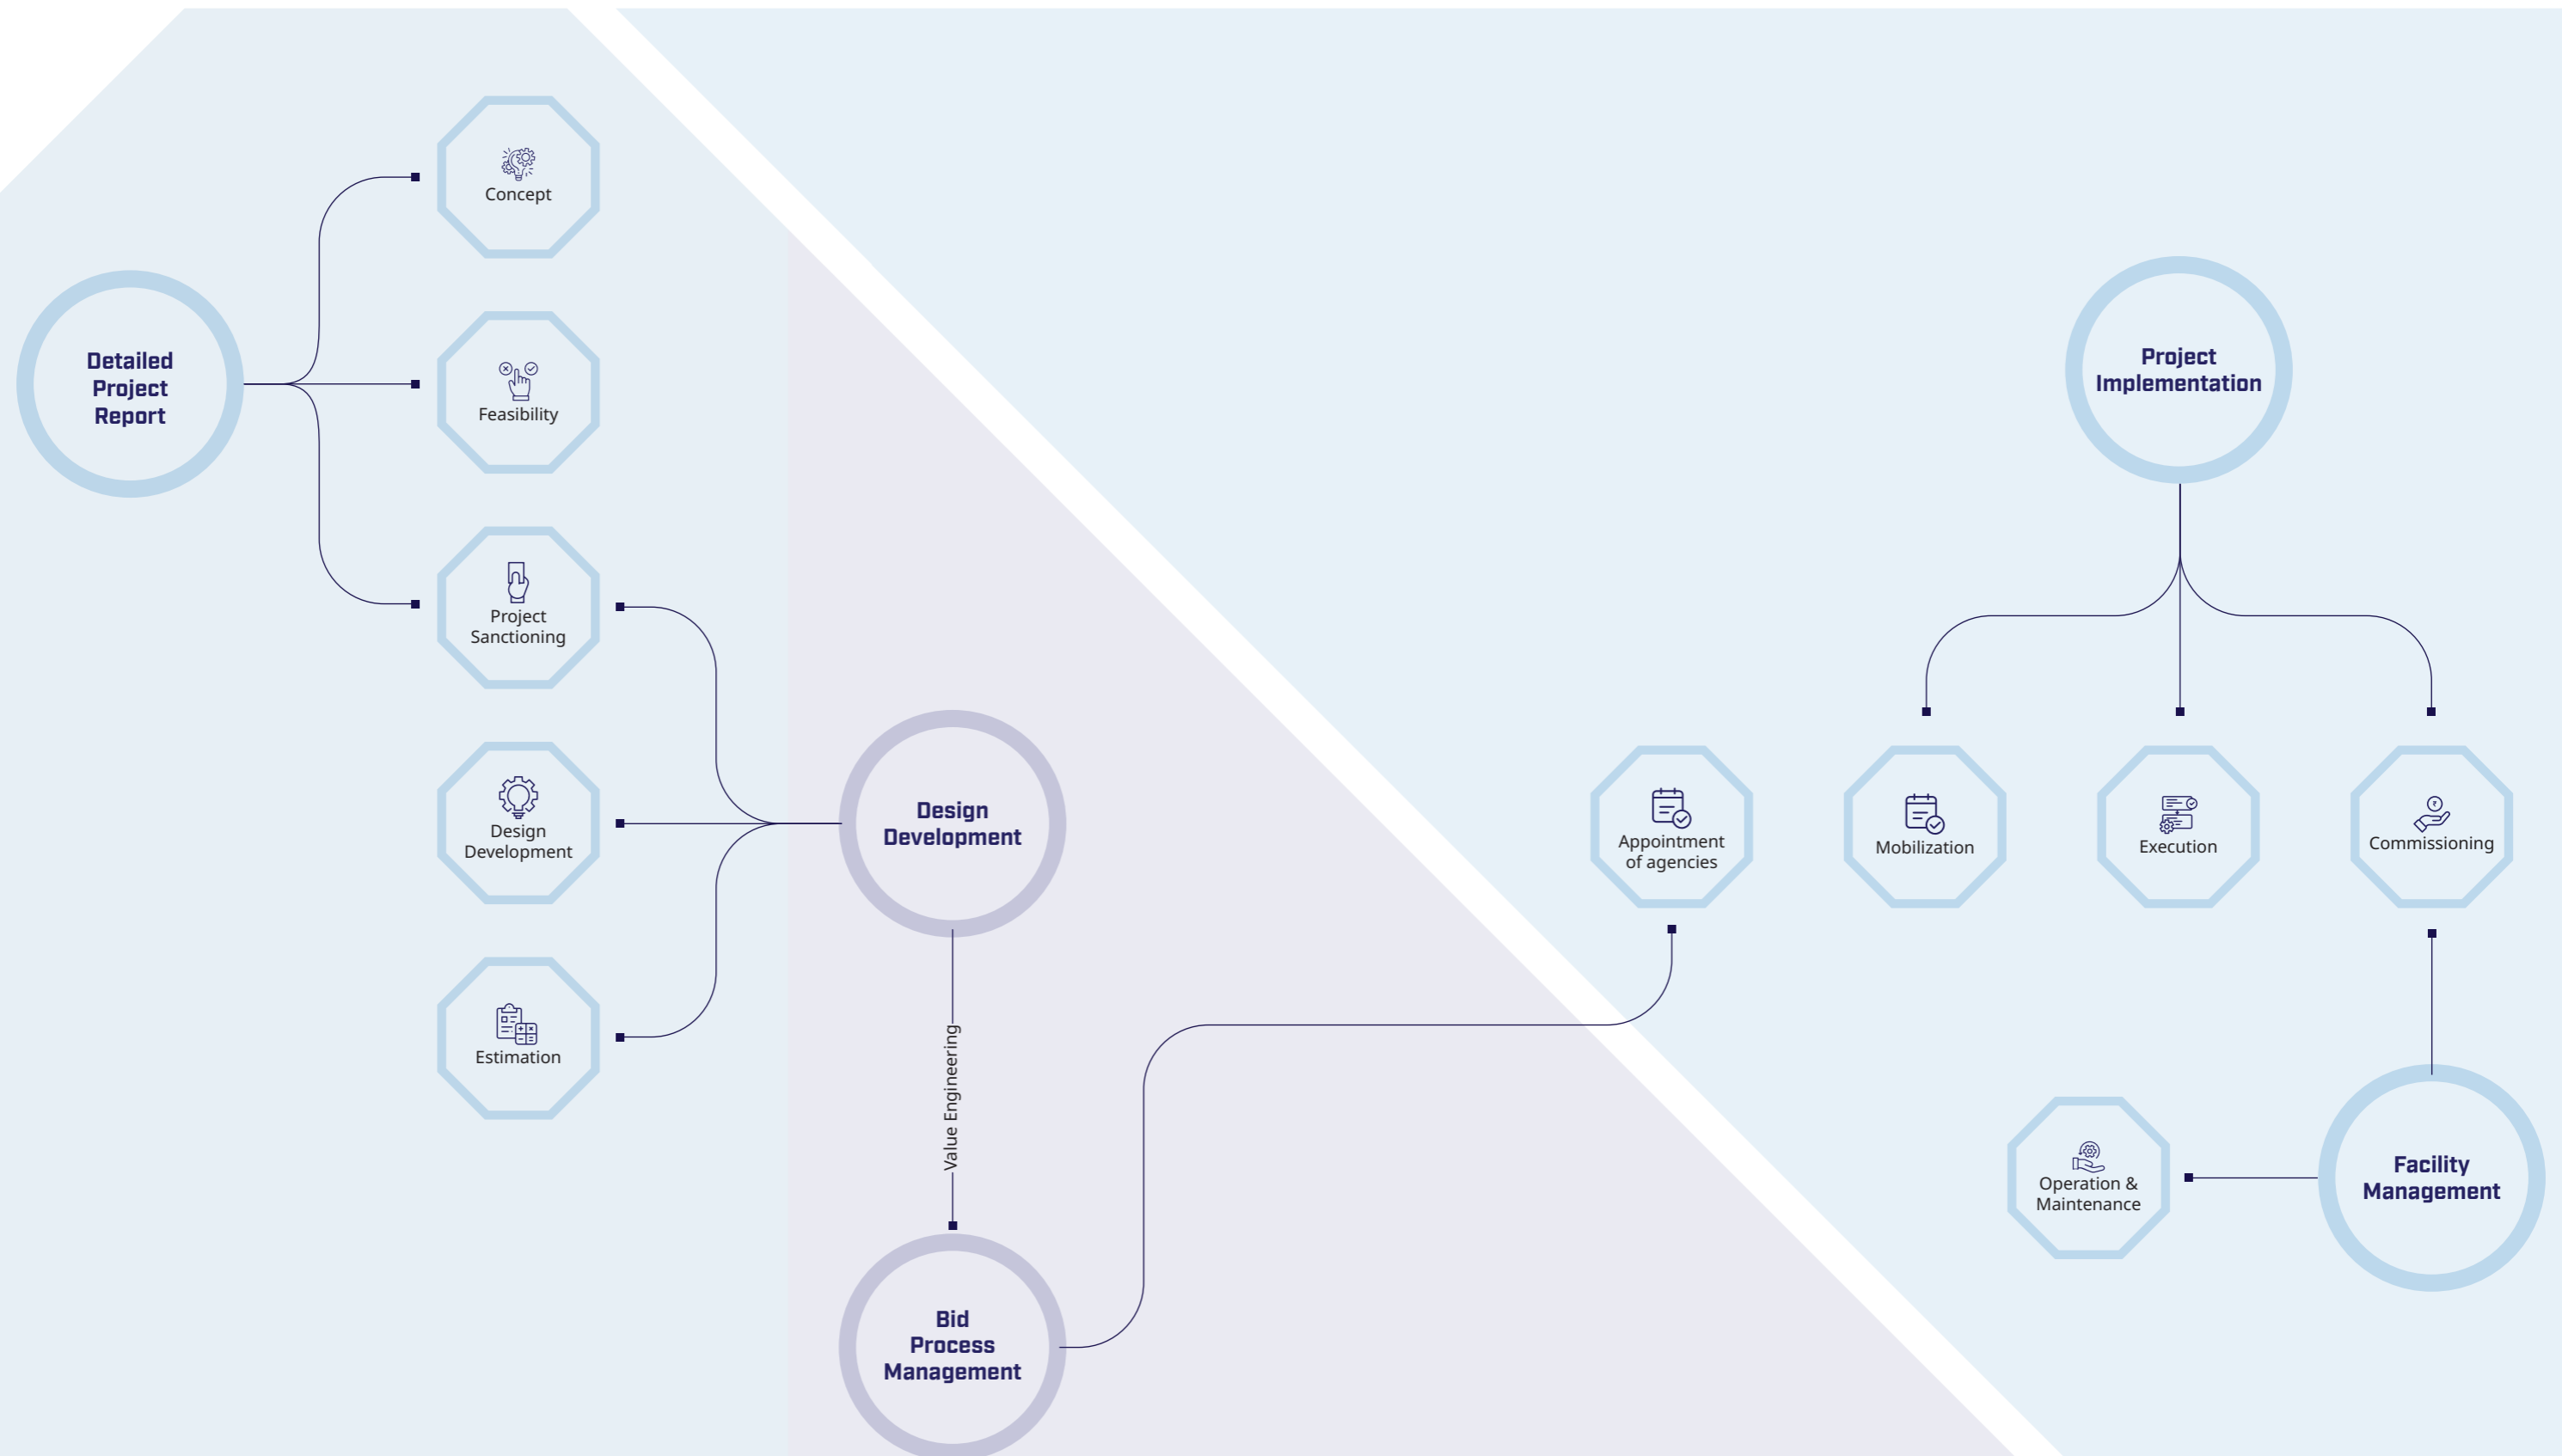 Detailed
Project
Report
Concept
Feasibility
Project
Sanctioning
Design
Development
Estimation
Design
Development
Value Engineering
Bid
Process
Management
Project
Implementation
Appointment
of agencies
Mobilization
Execution
₹
Commissioning
Operation &
Maintenance
Facility
Management